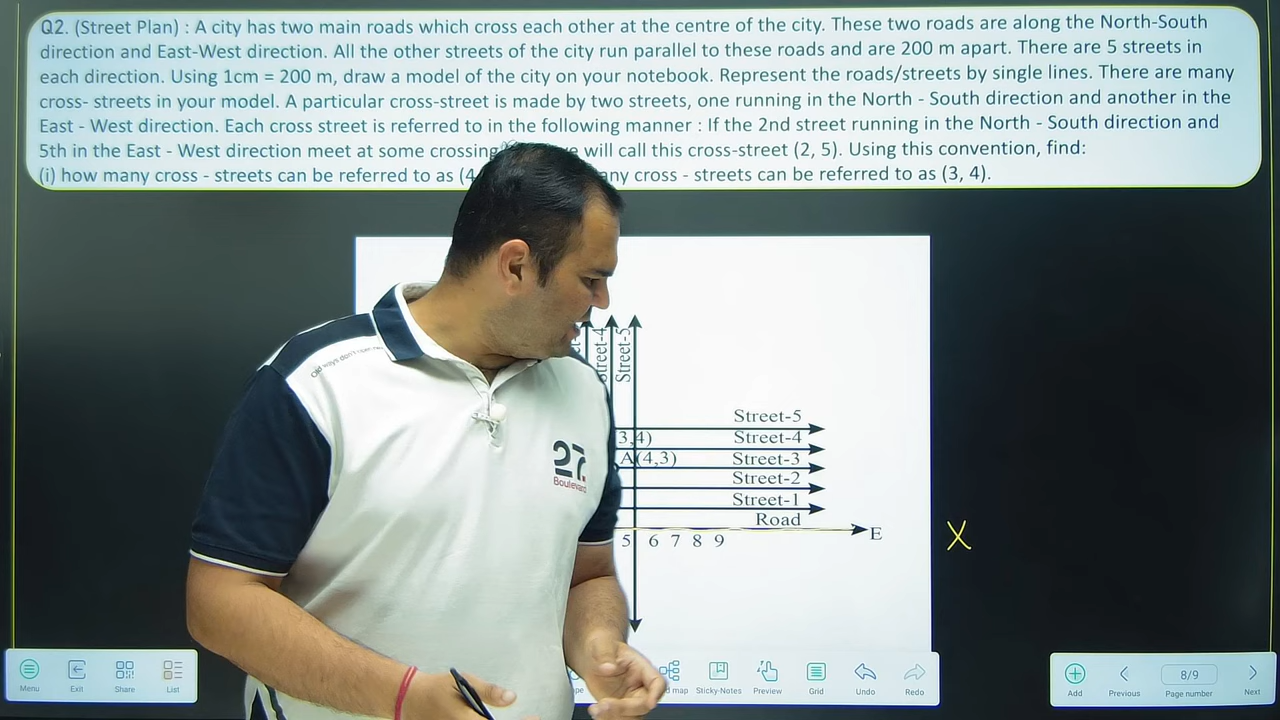 Q2. (Street Plan) : A city has two main roads which cross each other at the centre of the city. These two roads are along the North-South
direction and East-West direction. All the other streets of the city run parallel to these roads and are 200 m apart. There are 5 streets in
each direction. Using 1cm = 200 m, draw a model of the city on your notebook. Represent the roads/streets by single lines. There are many
cross- streets in your model. A particular cross-street is made by two streets, one running in the North - South direction and another in the
East - West direction. Each cross street is referred to in the following manner : If the 2nd street running in the North - South direction and
5th in the East - West direction meet at some crossing will call this cross-street (2, 5). Using this convention, find:
(i) how many cross - streets can be referred to as (4 any cross - streets can be referred to as (3, 4).
Street-4
Street-5
Street-5
3,4) Street-4
A(4,3) Street-3
Street-2
Street-1
Road
E
5 6 7 8 9
X
Old ways don't
27
Boulevard
Menu Exit Share List
d map Sticky-Notes Preview Grid Undo Redo
Add Previous 8/9 Page number Next